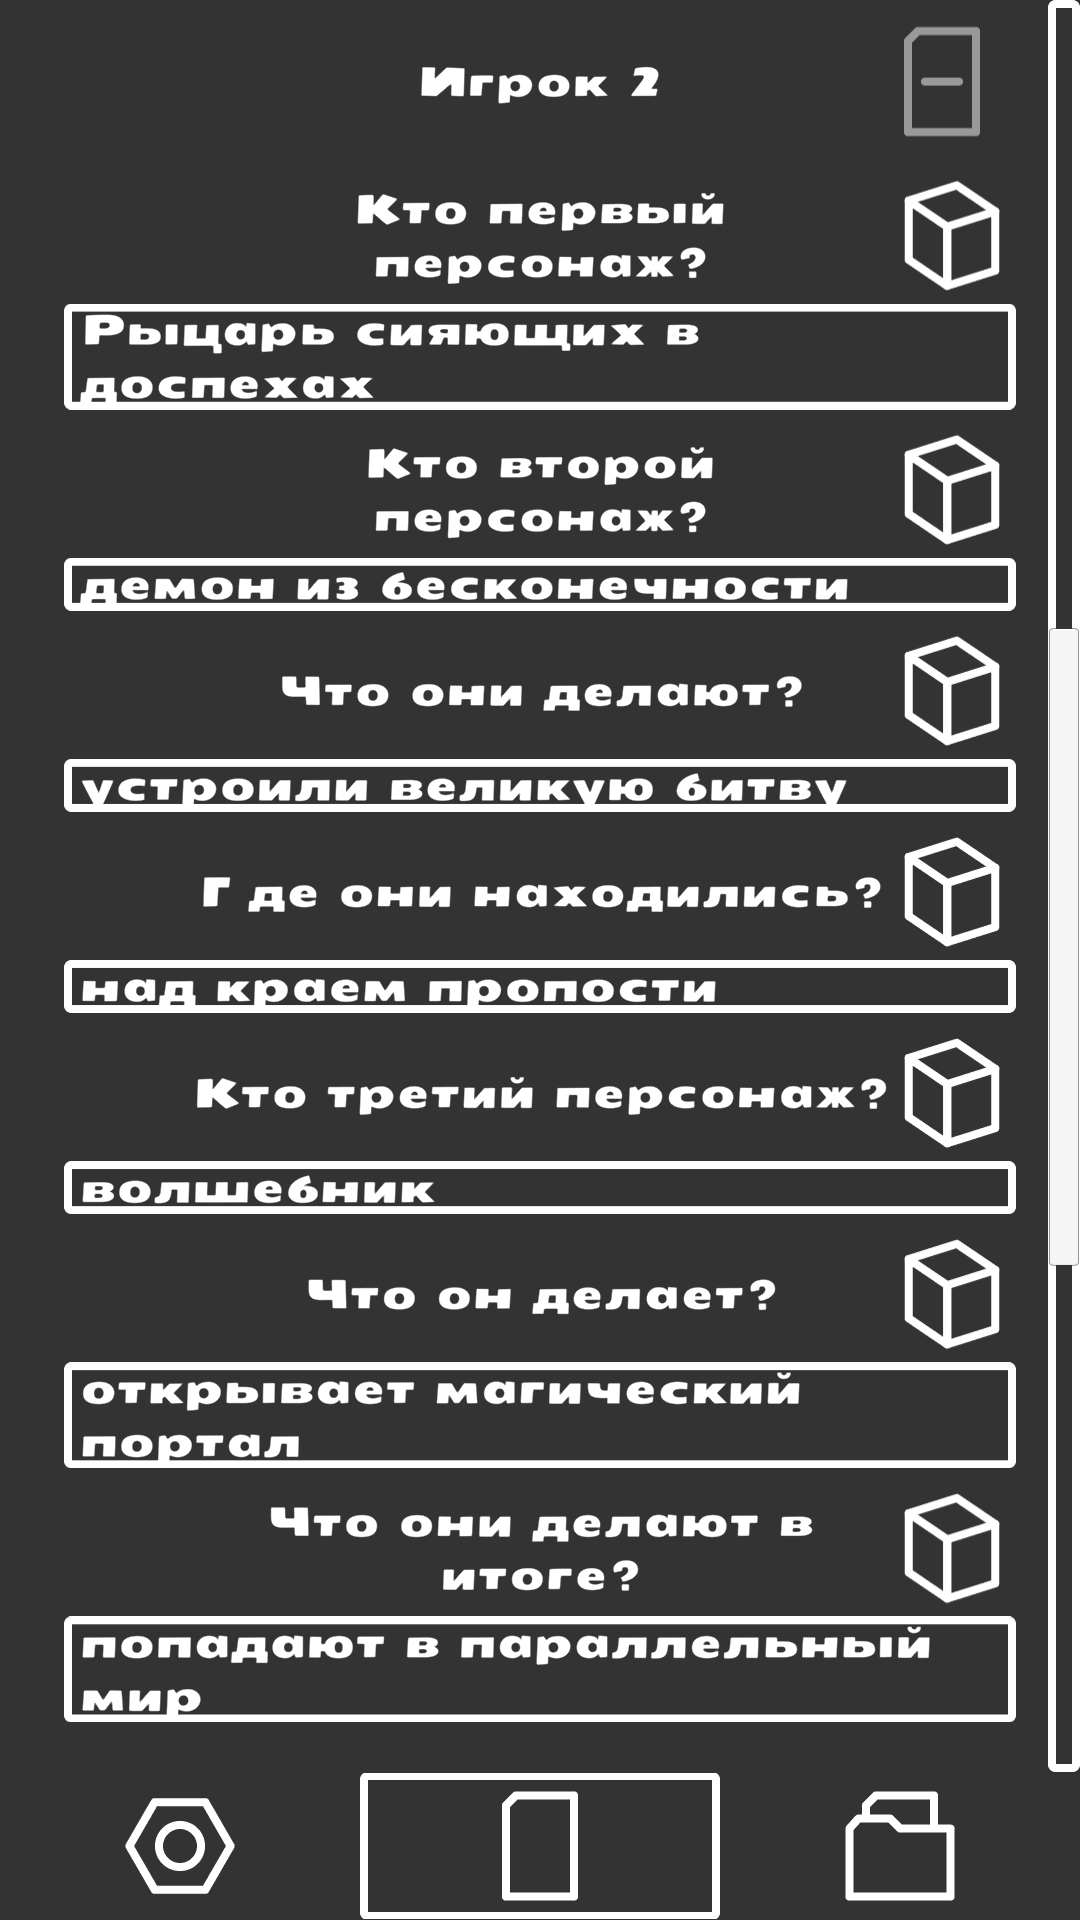 Игрок 2
Кто первый
персонаж?
Рыцарь сияющих в
доспехах
Кто второй
персонаж?
демон из бесконечности
Что они делают?
устроили великую битву
Где они находились?
над краем пропости
Кто третий персонаж?
волшебник
Что он делает?
открывает магический
портал
Что они делают в
итоге?
попадают в параллельный
мир